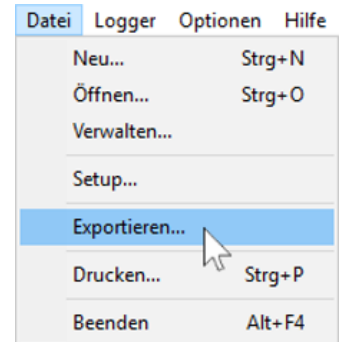 Datei Logger Optionen Hilfe
Neu... Strg+N
Öffnen... Strg+O
Verwalten...
Setup...
Exportieren...
Drucken... Strg+P
Beenden Alt+F4